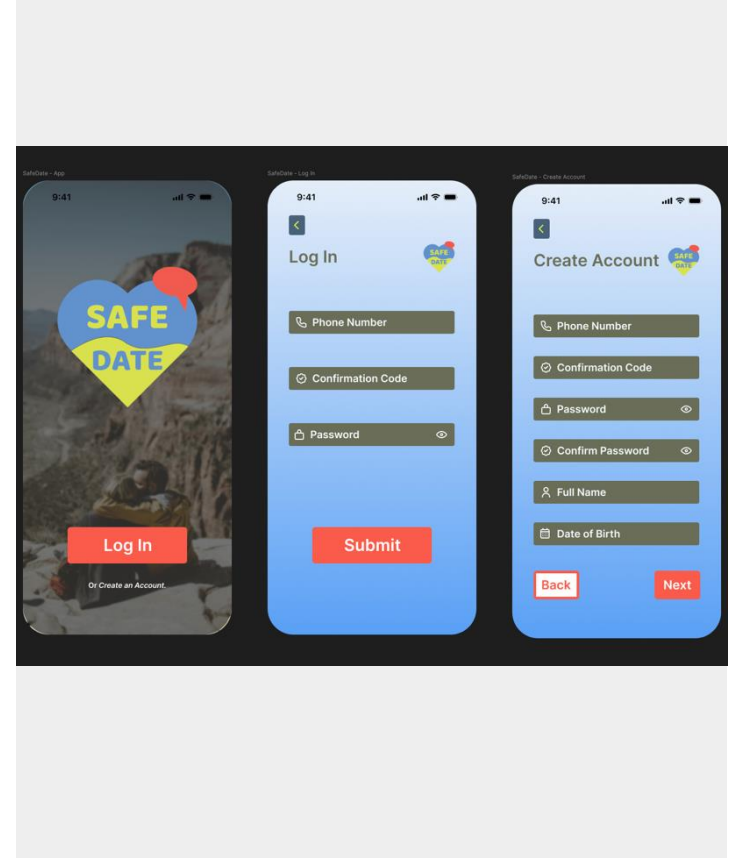 SafeDate - App
9:41
SAFE
DATE
Log In
Or Create an Account.
SafeDate - Log In
9:41
Log In
SAFE
DATE
Phone Number
Confirmation Code
Password
Submit
SafeDate - Create Account
9:41
Create Account
SAFE
DATE
Phone Number
Confirmation Code
Password
Confirm Password
Full Name
Date of Birth
Back
Next